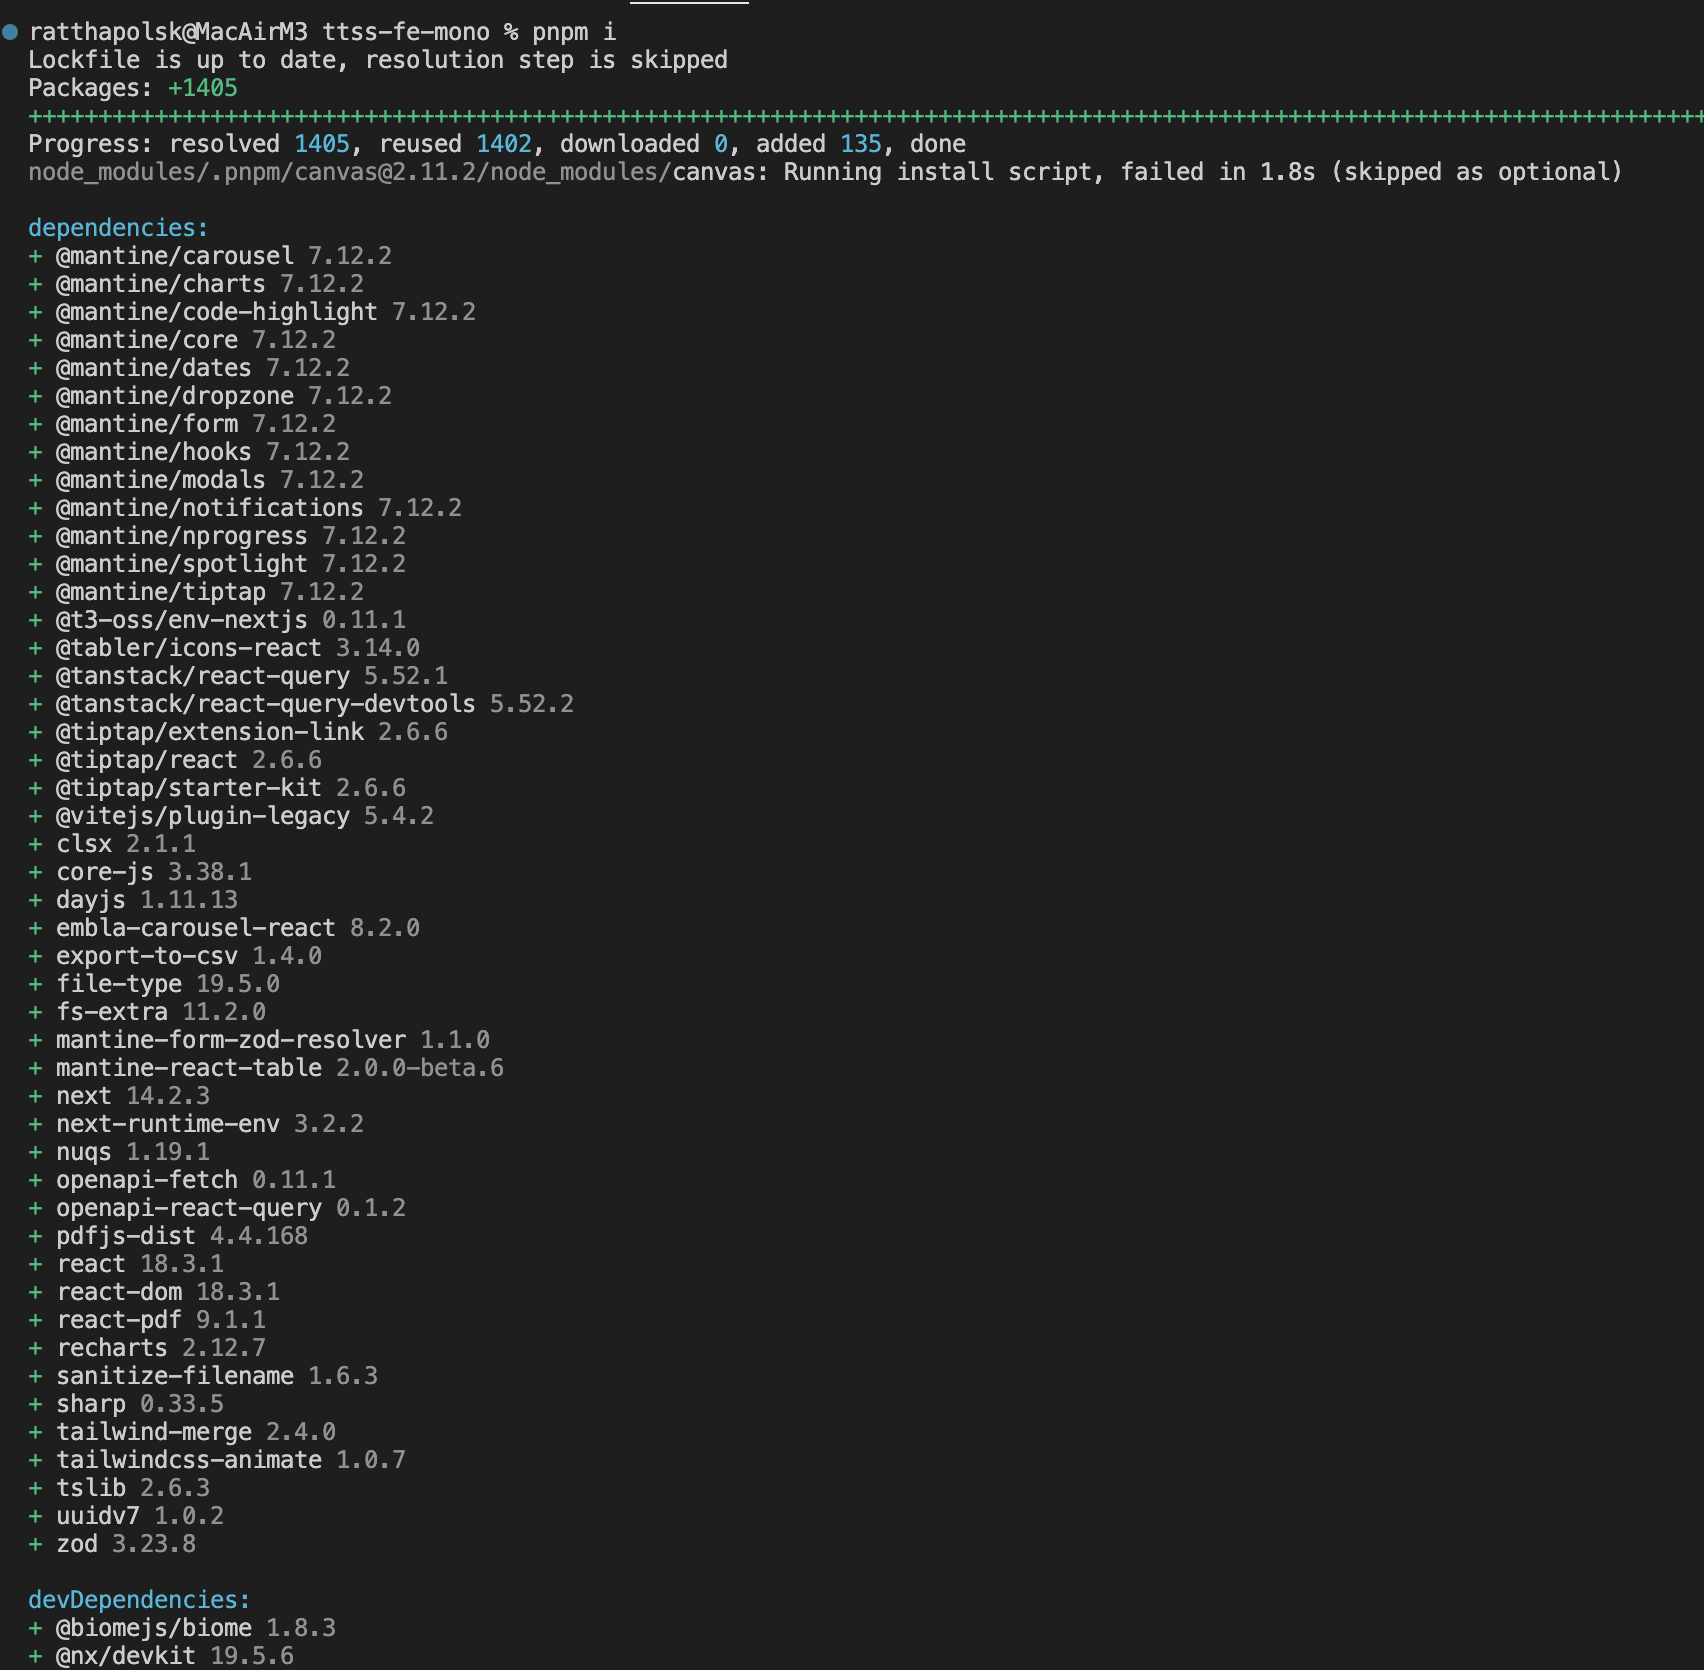 ratthapolsk@MacAirM3 ttss-fe-mono % pnpm i
Lockfile is up to date, resolution step is skipped
Packages: +1405
++++++++++++++++++++++++++++++++++++++++++++++++++++++++++++++++++++++++++++++++++++++++++++++++++++++++++++++++++++++++
Progress: resolved 1405, reused 1402, downloaded 0, added 135, done
node_modules/.pnpm/canvas@2.11.2/node_modules/canvas: Running install script, failed in 1.8s (skipped as optional)
dependencies:
+ @mantine/carousel 7.12.2
+ @mantine/charts 7.12.2
+ @mantine/code-highlight 7.12.2
+ @mantine/core 7.12.2
+ @mantine/dates 7.12.2
+ @mantine/dropzone 7.12.2
+ @mantine/form 7.12.2
+ @mantine/hooks 7.12.2
+ @mantine/modals 7.12.2
+ @mantine/notifications 7.12.2
+ @mantine/nprogress 7.12.2
+ @mantine/spotlight 7.12.2
+ @mantine/tiptap 7.12.2
+ @t3-oss/env-nextjs 0.11.1
+ @tabler/icons-react 3.14.0
+ @tanstack/react-query 5.52.1
+ @tanstack/react-query-devtools 5.52.2
+ @tiptap/extension-link 2.6.6
+ @tiptap/react 2.6.6
+ @tiptap/starter-kit 2.6.6
+ @vitejs/plugin-legacy 5.4.2
+ clsx 2.1.1
+ core-js 3.38.1
+ dayjs 1.11.13
+ embla-carousel-react 8.2.0
+ export-to-csv 1.4.0
+ file-type 19.5.0
+ fs-extra 11.2.0
+ mantine-form-zod-resolver 1.1.0
+ mantine-react-table 2.0.0-beta.6
+ next 14.2.3
+ next-runtime-env 3.2.2
+ nuqs 1.19.1
+ openapi-fetch 0.11.1
+ openapi-react-query 0.1.2
+ pdfjs-dist 4.4.168
+ react 18.3.1
+ react-dom 18.3.1
+ react-pdf 9.1.1
+ recharts 2.12.7
+ sanitize-filename 1.6.3
+ sharp 0.33.5
+ tailwind-merge 2.4.0
+ tailwindcss-animate 1.0.7
+ tslib 2.6.3
+ uuidv7 1.0.2
+ zod 3.23.8
devDependencies:
+ @biomejs/biome 1.8.3
+ @nx/devkit 19.5.6